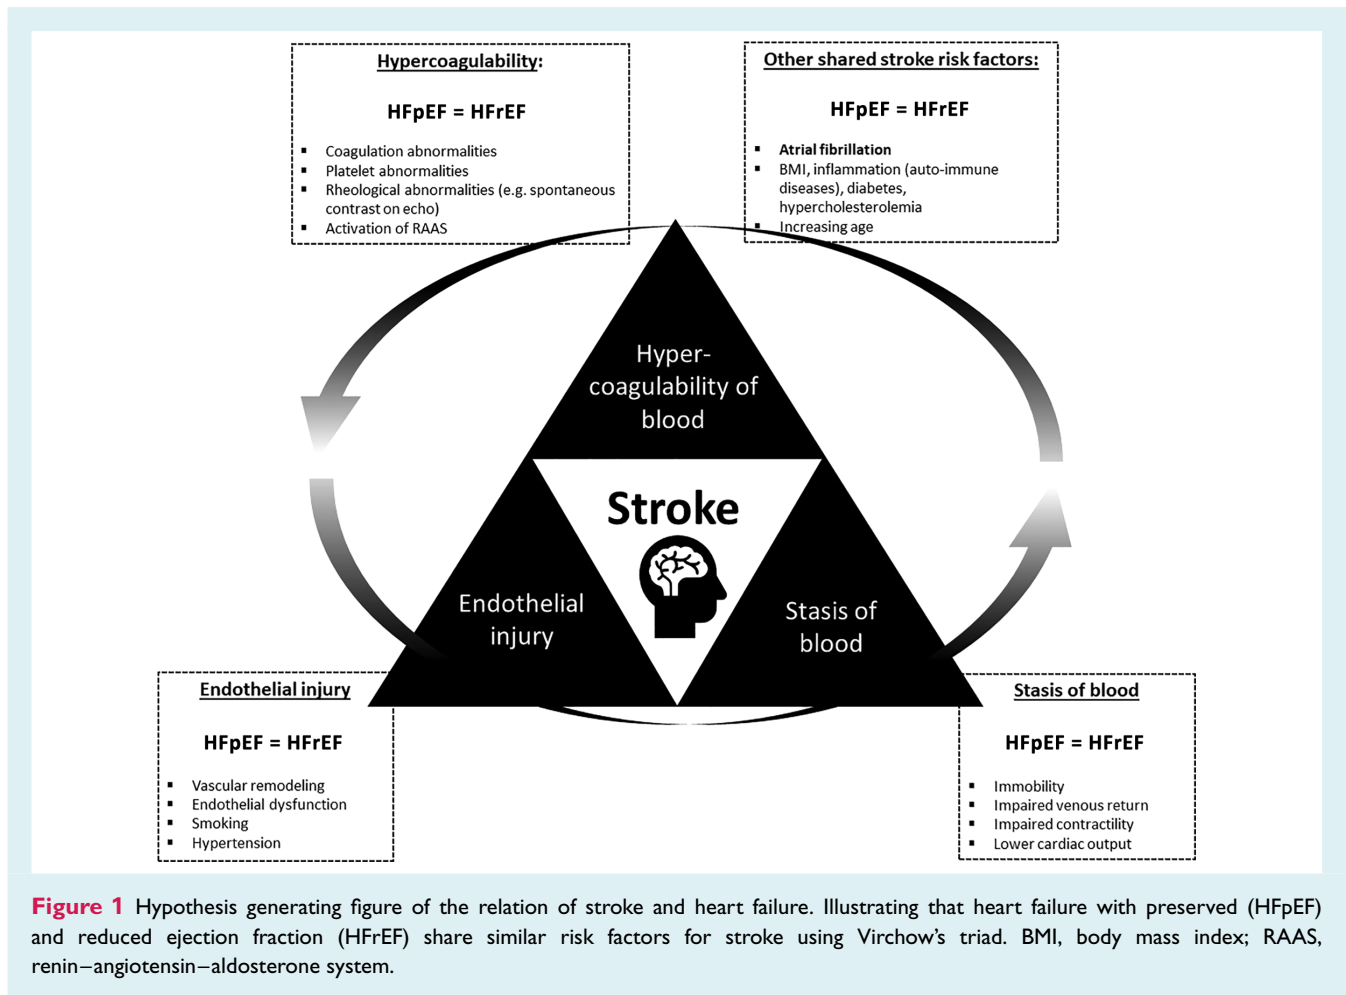 Hypercoagulability:
HFpEF = HFrEF
▪ Coagulation abnormalities
▪ Platelet abnormalities
▪ Rheological abnormalities (e.g. spontaneous
contrast on echo)
▪ Activation of RAAS
Other shared stroke risk factors:
HFpEF = HFrEF
▪ Atrial fibrillation
▪ BMI, inflammation (auto-immune
diseases), diabetes,
hypercholesterolemia
▪ Increasing age
Hyper-
coagulability of
blood
Stroke
Endothelial
injury
Stasis of
blood
Endothelial injury
HFpEF = HFrEF
▪ Vascular remodeling
▪ Endothelial dysfunction
▪ Smoking
▪ Hypertension
Stasis of blood
HFpEF = HFrEF
▪ Immobility
▪ Impaired venous return
▪ Impaired contractility
▪ Lower cardiac output
Figure 1 Hypothesis generating figure of the relation of stroke and heart failure. Illustrating that heart failure with preserved (HFpEF)
and reduced ejection fraction (HFrEF) share similar risk factors for stroke using Virchow's triad. BMI, body mass index; RAAS,
renin–angiotensin–aldosterone system.